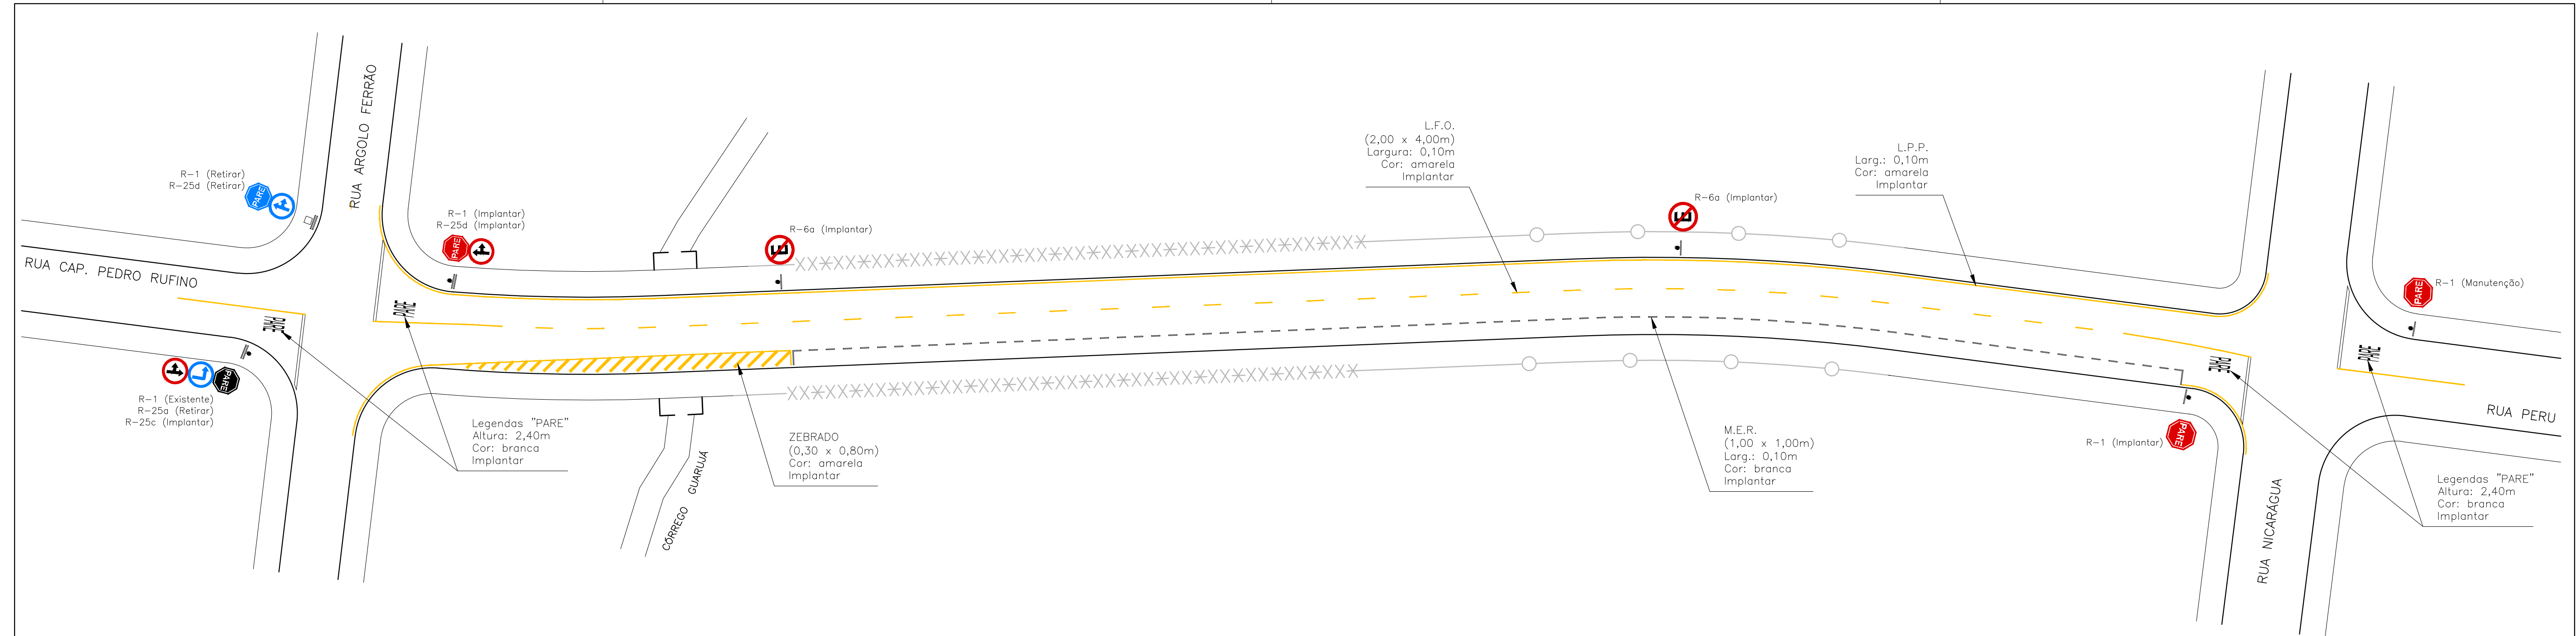 RUA ARGOLO FERRÃO
R-1 (Retirar)
R-25d (Retirar)
PARE
RUA CAP. PEDRO RUFINO
R-1 (Implantar)
R-25d (Implantar)
PARE
E
R-6a (Implantar)
L.F.O.
(2,00 x 4,00m)
Largura: 0,10m
Cor: amarela
Implantar
L.P.P.
Larg.: 0,10m
Cor: amarela
Implantar
E
R-6a (Implantar)
PARE
R-1 (Manutenção)
PARE
PARE
PARE
R-1 (Existente)
R-25a (Retirar)
R-25c (Implantar)
Legendas "PARE"
Altura: 2,40m
Cor: branca
Implantar
CÓRREGO GUARUJÁ
ZEBRADO
(0,30 x 0,80m)
Cor: amarela
Implantar
M.E.R.
(1,00 x 1,00m)
Larg.: 0,10m
Cor: branca
Implantar
PARE
PARE
R-1 (Implantar)
PARE
RUA NICARÁGUA
RUA PERU
Legendas "PARE"
Altura: 2,40m
Cor: branca
Implantar